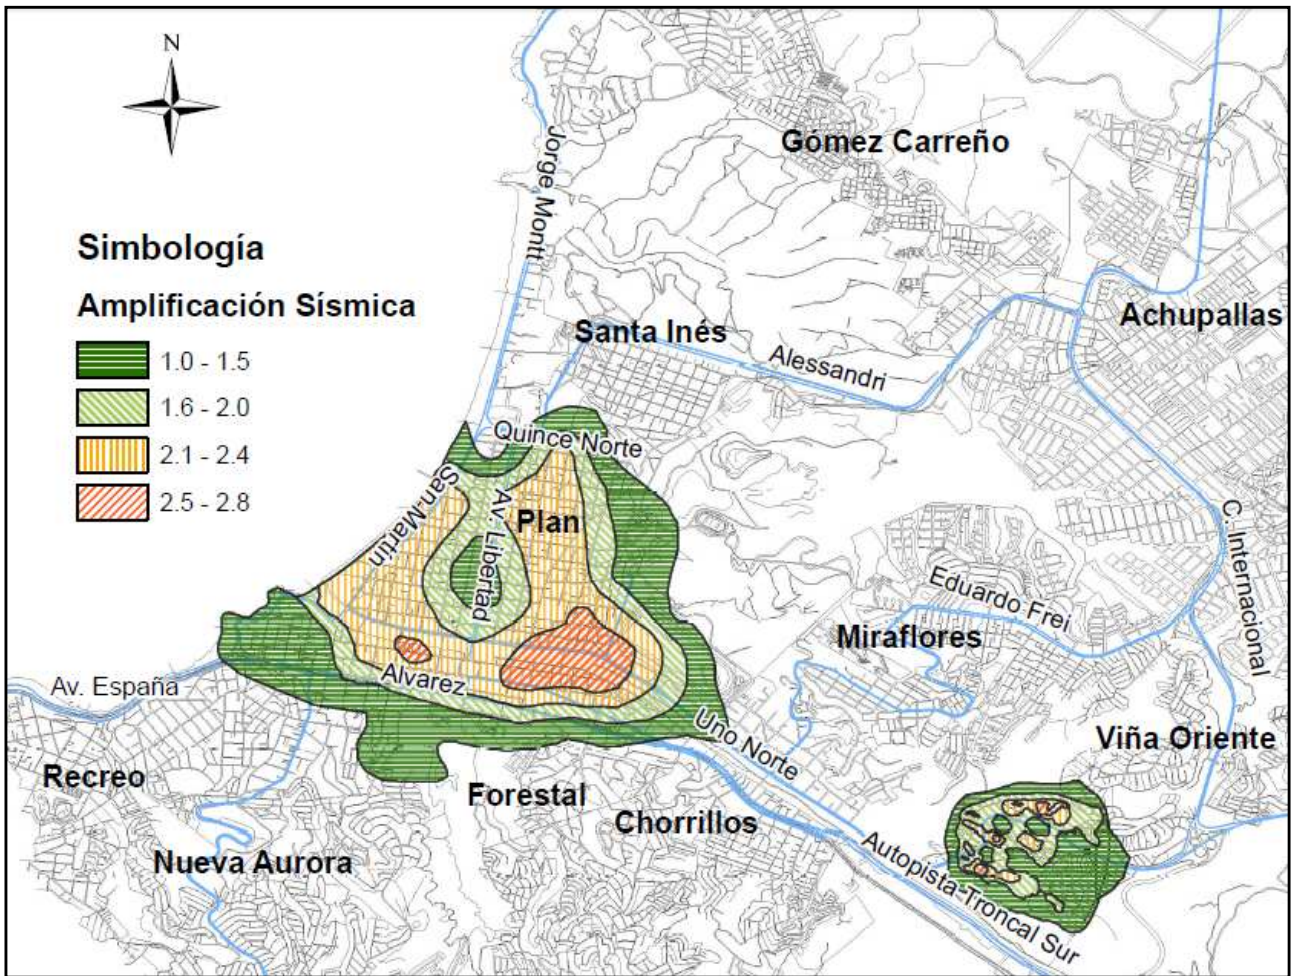 N
Jorge Montt
Gómez Carreño
Simbología
Amplificación Sísmica
1.0 - 1.5
1.6 - 2.0
2.1 - 2.4
2.5 - 2.8
Santa Inés
Achupallas
Alessandri
Quince Norte
San Martín
Av. Libertad
Plan
C. Internacional
Eduardo Frei
Miraflores
Alvarez
Av. España
Uno Norte
Viña Oriente
Recreo
Forestal
Chorrillos
Nueva Aurora
Autopista Troncal Sur